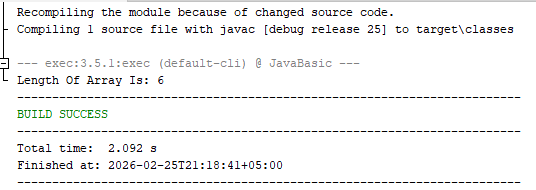 Recompiling the module because of changed source code.
Compiling 1 source file with javac [debug release 25] to target\classes
--- exec:3.5.1:exec (default-cli) @ JavaBasic ---
Length Of Array Is: 6
------------------------------------------------------------------------
BUILD SUCCESS
------------------------------------------------------------------------
Total time:  2.092 s
Finished at: 2026-02-25T21:18:41+05:00
------------------------------------------------------------------------